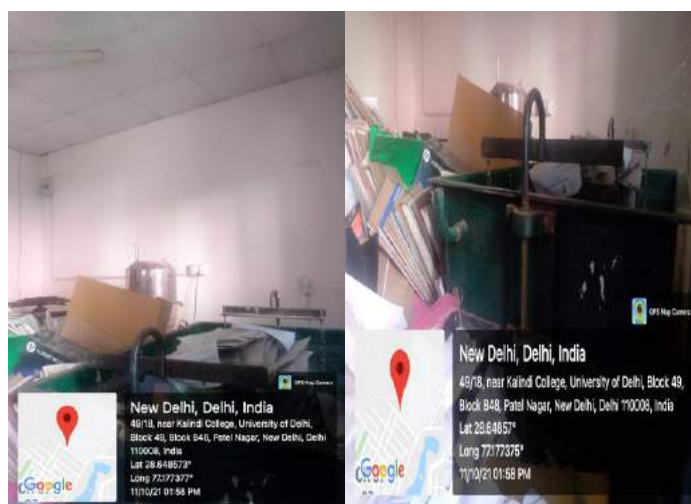 GPS Map Camera
New Delhi, Delhi, India
49/18, near Kalindi College, University of Delhi,
Block 49, Block B48, Patel Nagar, New Delhi, Delhi
110008, India
Lat 28.648573°
Long 77.177377°
11/10/21 01:58 PM
Google
GPS Map Camera
New Delhi, Delhi, India
49/18, near Kalindi College, University of Delhi, Block 49,
Block B48, Patel Nagar, New Delhi, Delhi 110008, India
Lat 28.64857°
Long 77.177375°
11/10/21 01:58 PM
Google